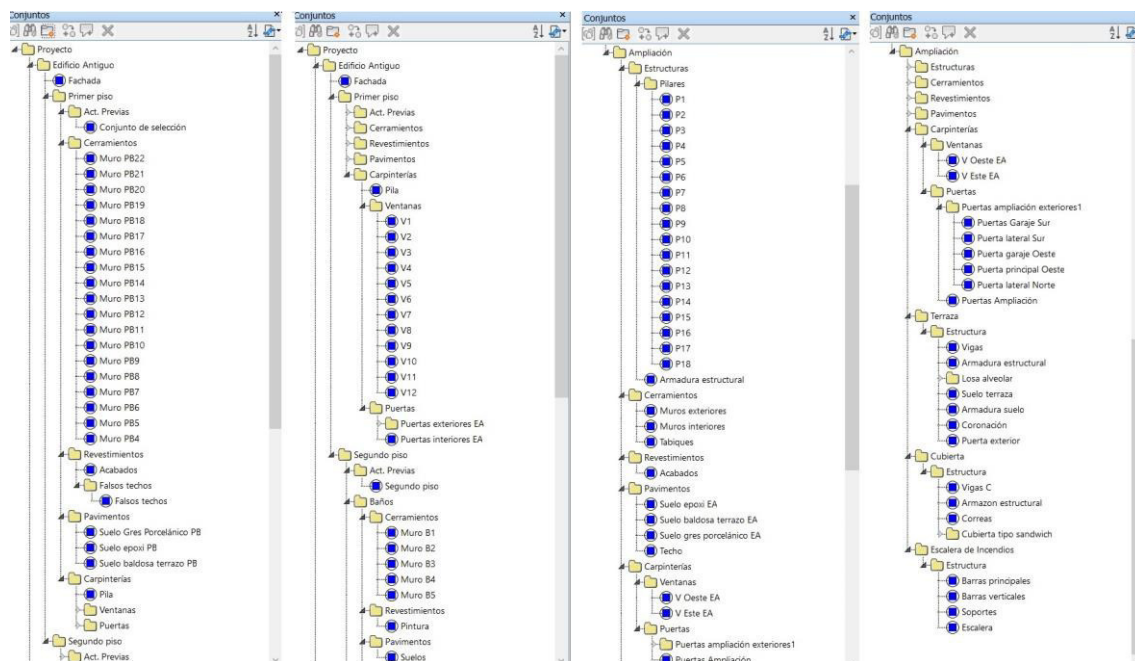 Conjuntos
Proyecto
Edificio Antiguo
Fachada
Primer piso
Act. Previas
Conjunto de selección
Cerramientos
Muro PB22
Muro PB21
Muro PB20
Muro PB19
Muro PB18
Muro PB17
Muro PB16
Muro PB15
Muro PB14
Muro PB13
Muro PB12
Muro PB11
Muro PB10
Muro PB9
Muro PB8
Muro PB7
Muro PB6
Muro PB5
Muro PB4
Revestimientos
Acabados
Falsos techos
Falsos techos
Pavimentos
Suelo Gres Porcelánico PB
Suelo epoxi PB
Suelo baldosa terrazo PB
Carpinterías
Pila
Ventanas
Puertas
Segundo piso
Act. Previas
Conjuntos
Proyecto
Edificio Antiguo
Fachada
Primer piso
Act. Previas
Cerramientos
Revestimientos
Pavimentos
Carpinterías
Pila
Ventanas
V1
V2
V3
V4
V5
V6
V7
V8
V9
V10
V11
V12
Puertas
Puertas exteriores EA
Puertas interiores EA
Segundo piso
Act. Previas
Segundo piso
Baños
Cerramientos
Muro B1
Muro B2
Muro B3
Muro B4
Muro B5
Revestimientos
Pintura
Pavimentos
Suelos
Conjuntos
Ampliación
Estructuras
Pilares
P1
P2
P3
P4
P5
P6
P7
P8
P9
P10
P11
P12
P13
P14
P15
P16
P17
P18
Armadura estructural
Cerramientos
Muros exteriores
Muros interiores
Tabiques
Revestimientos
Acabados
Pavimentos
Suelo epoxi EA
Suelo baldosa terrazo EA
Suelo gres porcelánico EA
Techo
Carpinterías
Ventanas
V Oeste EA
V Este EA
Puertas
Puertas ampliación exteriores1
Puertas Ampliación
Conjuntos
Ampliación
Estructuras
Cerramientos
Revestimientos
Pavimentos
Carpinterías
Ventanas
V Oeste EA
V Este EA
Puertas
Puertas ampliación exteriores1
Puertas Garaje Sur
Puerta lateral Sur
Puerta garaje Oeste
Puerta principal Oeste
Puerta lateral Norte
Puertas Ampliación
Terraza
Estructura
Vigas
Armadura estructural
Losa alveolar
Suelo terraza
Armadura suelo
Coronación
Puerta exterior
Cubierta
Estructura
Vigas C
Armazon estructural
Correas
Cubierta tipo sandwich
Escalera de Incendios
Estructura
Barras principales
Barras verticales
Soportes
Escalera